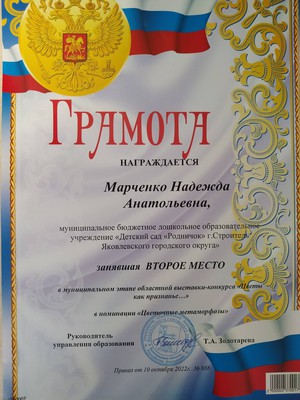 ГРАМОТА
НАГРАЖДАЕТСЯ
Марченко Надежда
Анатольевна,
муниципальное бюджетное дошкольное образовательное
учреждение «Детский сад «Родничок» г.Строитель
Яковлевского городского округа»
занявшая ВТОРОЕ МЕСТО
в муниципальном этапе областной выставки-конкурса «Цветы
как признанье…»
в номинации «Цветочные метаморфозы»
Руководитель
управления образования Т.А. Золотарева
Приказ от 10 октября 2022г.